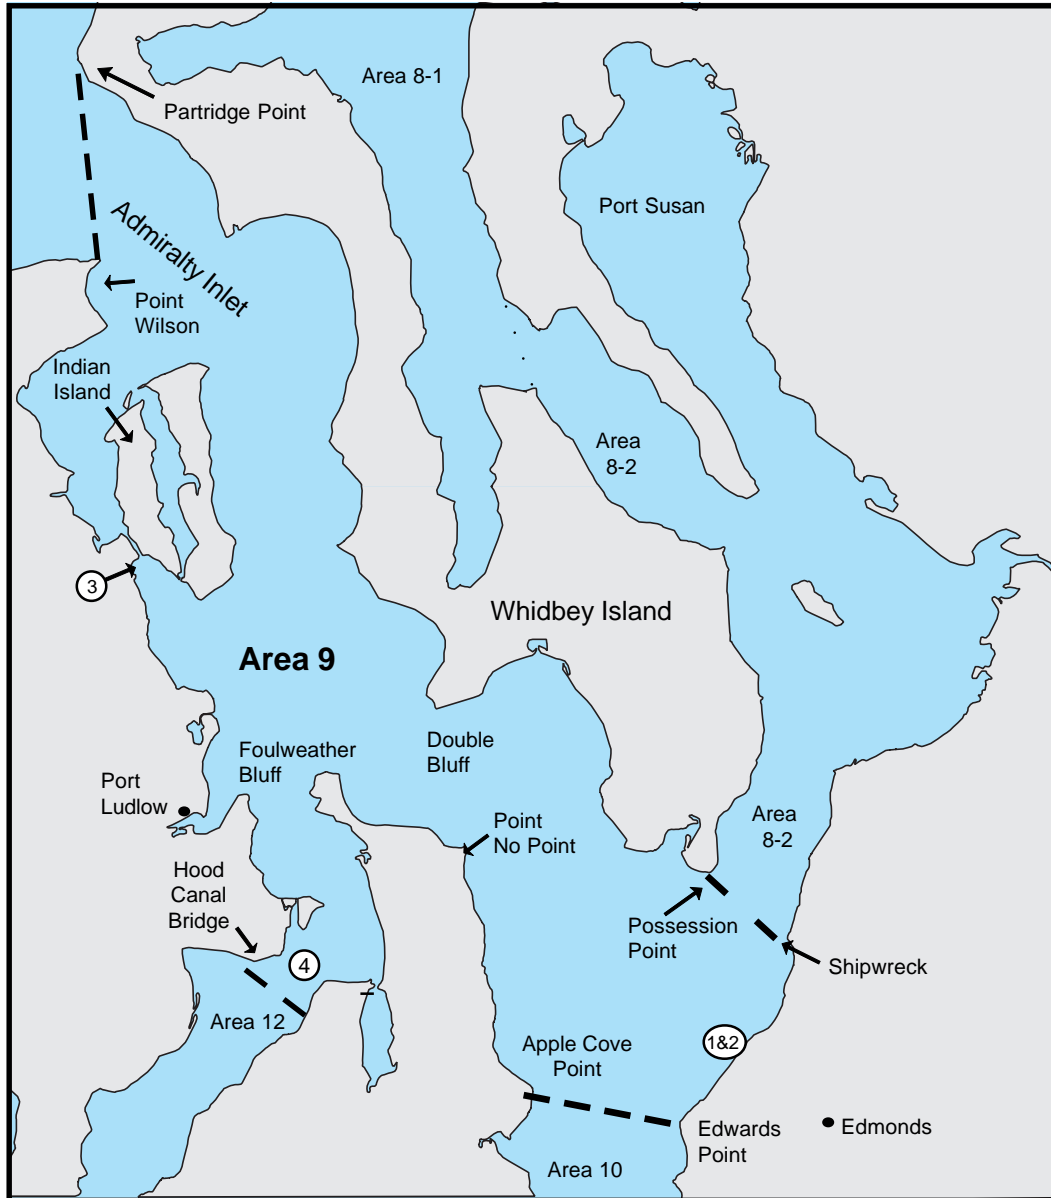 Area 8-1
Partridge Point
Port Susan
Admiralty Inlet
Point
Wilson
Indian
Island
Area
8-2
3
Whidbey Island
Area 9
Double
Bluff
Foulweather
Bluff
Port
Ludlow
Point
No Point
Area
8-2
Hood
Canal
Bridge
Possession
Point
Shipwreck
4
Area 12
1&2
Apple Cove
Point
Edwards
Point
Edmonds
Area 10